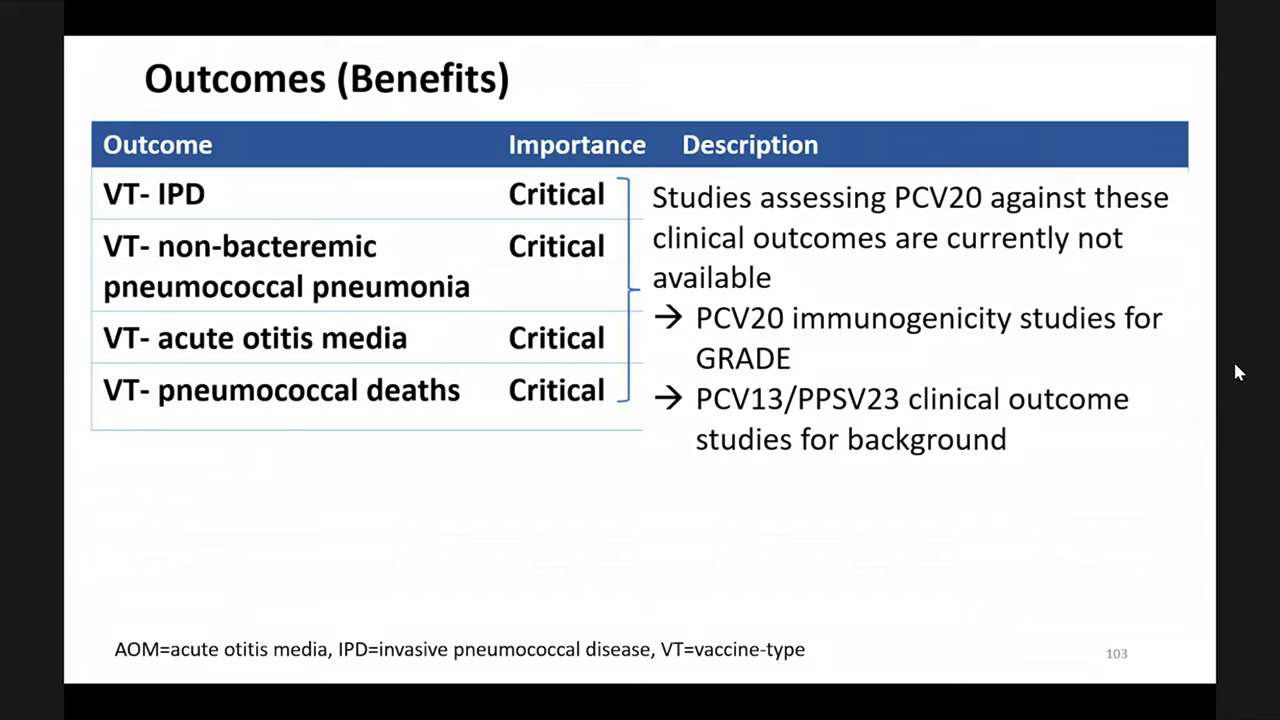 Outcomes (Benefits)
Outcome Importance Description
VT- IPD Critical
VT- non-bacteremic Critical
pneumococcal pneumonia
VT- acute otitis media Critical
VT- pneumococcal deaths Critical
Studies assessing PCV20 against these
clinical outcomes are currently not
available
→ PCV20 immunogenicity studies for
GRADE
→ PCV13/PPSV23 clinical outcome
studies for background
AOM=acute otitis media, IPD=invasive pneumococcal disease, VT=vaccine-type
103